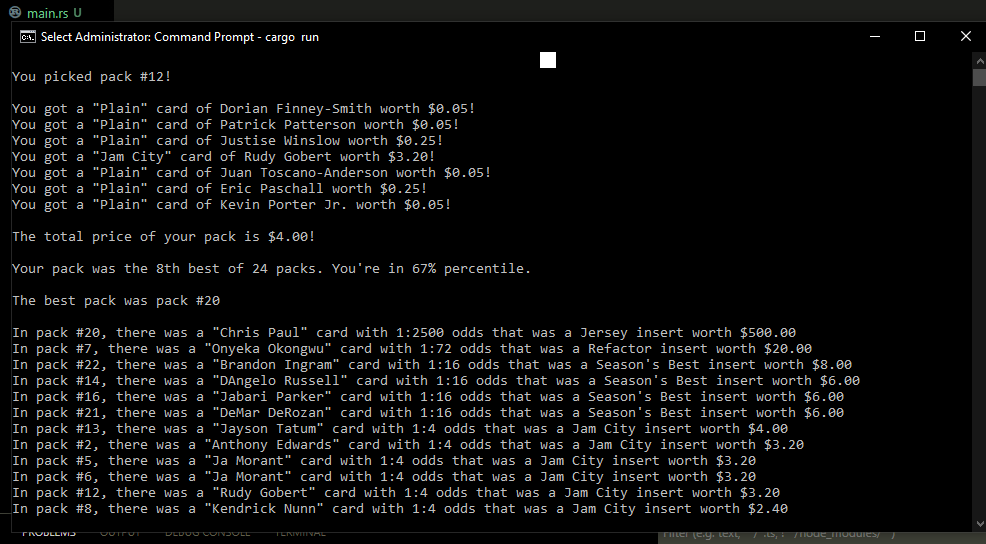 main.rs U
Select Administrator: Command Prompt - cargo  run
You picked pack #12!
You got a "Plain" card of Dorian Finney-Smith worth $0.05!
You got a "Plain" card of Patrick Patterson worth $0.05!
You got a "Plain" card of Justise Winslow worth $0.25!
You got a "Jam City" card of Rudy Gobert worth $3.20!
You got a "Plain" card of Juan Toscano-Anderson worth $0.05!
You got a "Plain" card of Eric Paschall worth $0.25!
You got a "Plain" card of Kevin Porter Jr. worth $0.05!
The total price of your pack is $4.00!
Your pack was the 8th best of 24 packs. You're in 67% percentile.
The best pack was pack #20
In pack #20, there was a "Chris Paul" card with 1:2500 odds that was a Jersey insert worth $500.00
In pack #7, there was a "Onyeka Okongwu" card with 1:72 odds that was a Refactor insert worth $20.00
In pack #22, there was a "Brandon Ingram" card with 1:16 odds that was a Season's Best insert worth $8.00
In pack #14, there was a "DAngelo Russell" card with 1:16 odds that was a Season's Best insert worth $6.00
In pack #16, there was a "Jabari Parker" card with 1:16 odds that was a Season's Best insert worth $6.00
In pack #21, there was a "DeMar DeRozan" card with 1:16 odds that was a Season's Best insert worth $6.00
In pack #13, there was a "Jayson Tatum" card with 1:4 odds that was a Jam City insert worth $4.00
In pack #2, there was a "Anthony Edwards" card with 1:4 odds that was a Jam City insert worth $3.20
In pack #5, there was a "Ja Morant" card with 1:4 odds that was a Jam City insert worth $3.20
In pack #6, there was a "Ja Morant" card with 1:4 odds that was a Jam City insert worth $3.20
In pack #12, there was a "Rudy Gobert" card with 1:4 odds that was a Jam City insert worth $3.20
In pack #8, there was a "Kendrick Nunn" card with 1:4 odds that was a Jam City insert worth $2.40
PROBLEMS OUTPUT DEBUG CONSOLE TERMINAL